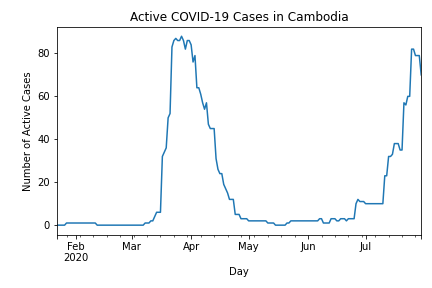 Active COVID-19 Cases in Cambodia
Number of Active Cases
80
60
40
20
0
Feb
2020
Mar
Apr
May
Jun
Jul
Day